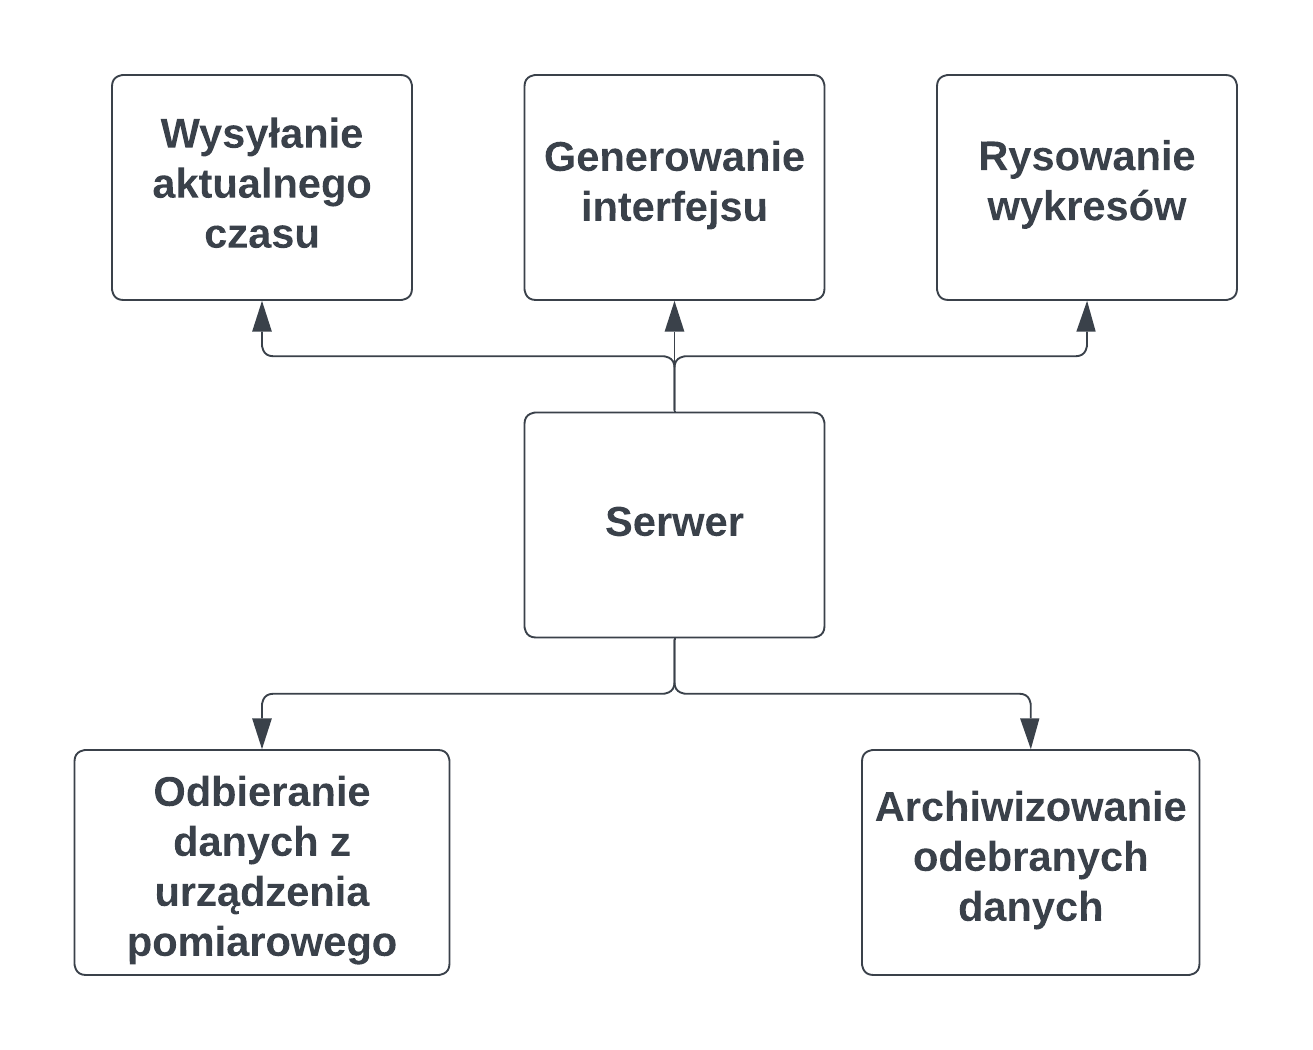 Wysyłanie
aktualnego
czasu
Generowanie
interfejsu
Rysowanie
wykresów
Serwer
Odbieranie
danych z
urządzenia
pomiarowego
Archiwizowanie
odebranych
danych